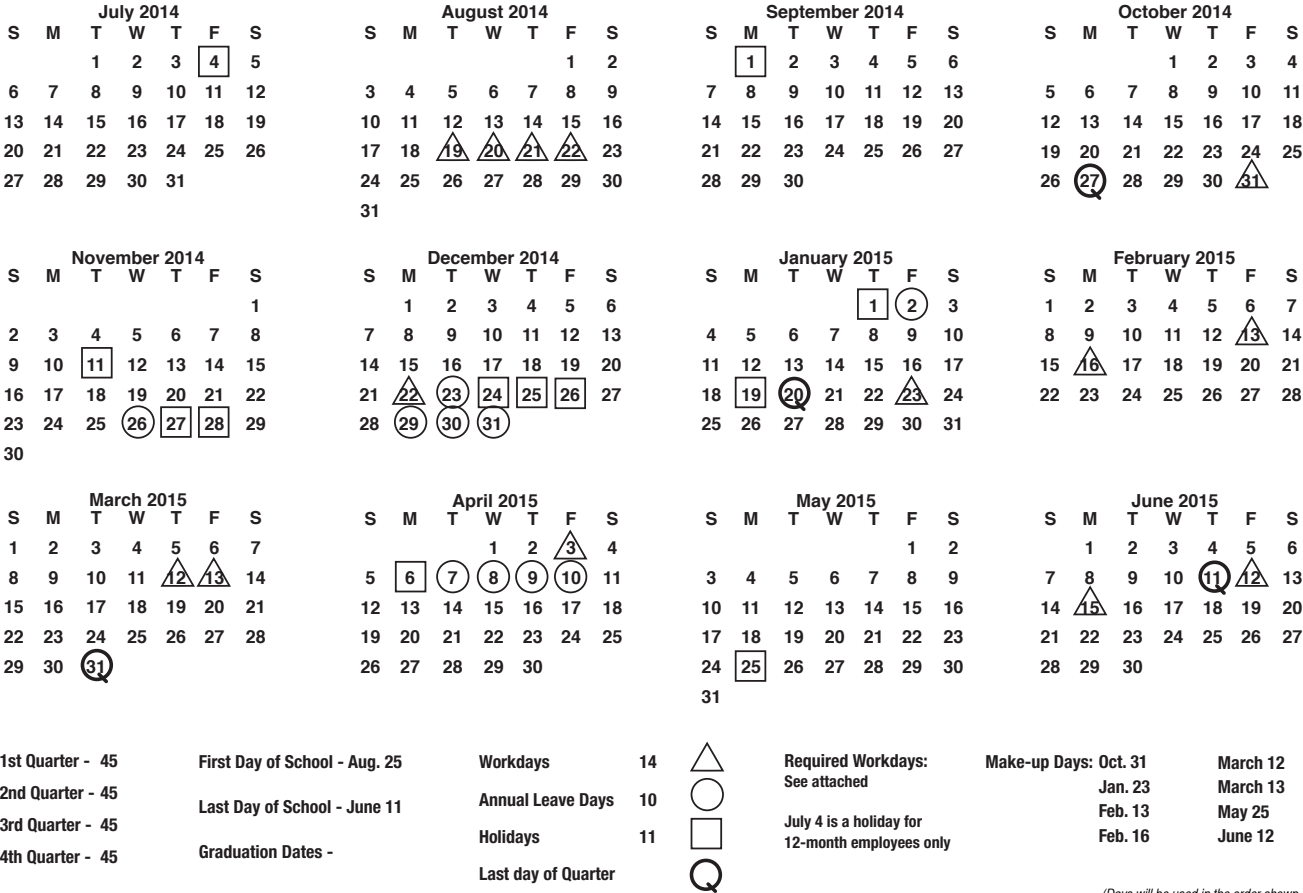 July 2014
S M T W T F S
1 2 3 4 5
6 7 8 9 10 11 12
13 14 15 16 17 18 19
20 21 22 23 24 25 26
27 28 29 30 31
August 2014
S M T W T F S
1 2
3 4 5 6 7 8 9
10 11 12 13 14 15 16
17 18 19 20 21 22 23
24 25 26 27 28 29 30
31
September 2014
S M T W T F S
1 2 3 4 5 6
7 8 9 10 11 12 13
14 15 16 17 18 19 20
21 22 23 24 25 26 27
28 29 30
October 2014
S M T W T F S
1 2 3 4
5 6 7 8 9 10 11
12 13 14 15 16 17 18
19 20 21 22 23 24 25
26 27 28 29 30 31
November 2014
S M T W T F S
1
2 3 4 5 6 7 8
9 10 11 12 13 14 15
16 17 18 19 20 21 22
23 24 25 26 27 28 29
30
December 2014
S M T W T F S
1 2 3 4 5 6
7 8 9 10 11 12 13
14 15 16 17 18 19 20
21 22 23 24 25 26 27
28 29 30 31
January 2015
S M T W T F S
1 2 3
4 5 6 7 8 9 10
11 12 13 14 15 16 17
18 19 20 21 22 23 24
25 26 27 28 29 30 31
February 2015
S M T W T F S
1 2 3 4 5 6 7
8 9 10 11 12 13 14
15 16 17 18 19 20 21
22 23 24 25 26 27 28
March 2015
S M T W T F S
1 2 3 4 5 6 7
8 9 10 11 12 13 14
15 16 17 18 19 20 21
22 23 24 25 26 27 28
29 30 31
April 2015
S M T W T F S
1 2 3 4
5 6 7 8 9 10 11
12 13 14 15 16 17 18
19 20 21 22 23 24 25
26 27 28 29 30
May 2015
S M T W T F S
1 2
3 4 5 6 7 8 9
10 11 12 13 14 15 16
17 18 19 20 21 22 23
24 25 26 27 28 29 30
31
June 2015
S M T W T F S
1 2 3 4 5 6
7 8 9 10 11 12 13
14 15 16 17 18 19 20
21 22 23 24 25 26 27
28 29 30
1st Quarter - 45
2nd Quarter - 45
3rd Quarter - 45
4th Quarter - 45
First Day of School - Aug. 25
Last Day of School - June 11
Graduation Dates -
Workdays 14
Annual Leave Days 10
Holidays 11
Last day of Quarter Q
Required Workdays:
See attached
July 4 is a holiday for
12-month employees only
Make-up Days: Oct. 31 March 12
Jan. 23 March 13
Feb. 13 May 25
Feb. 16 June 12